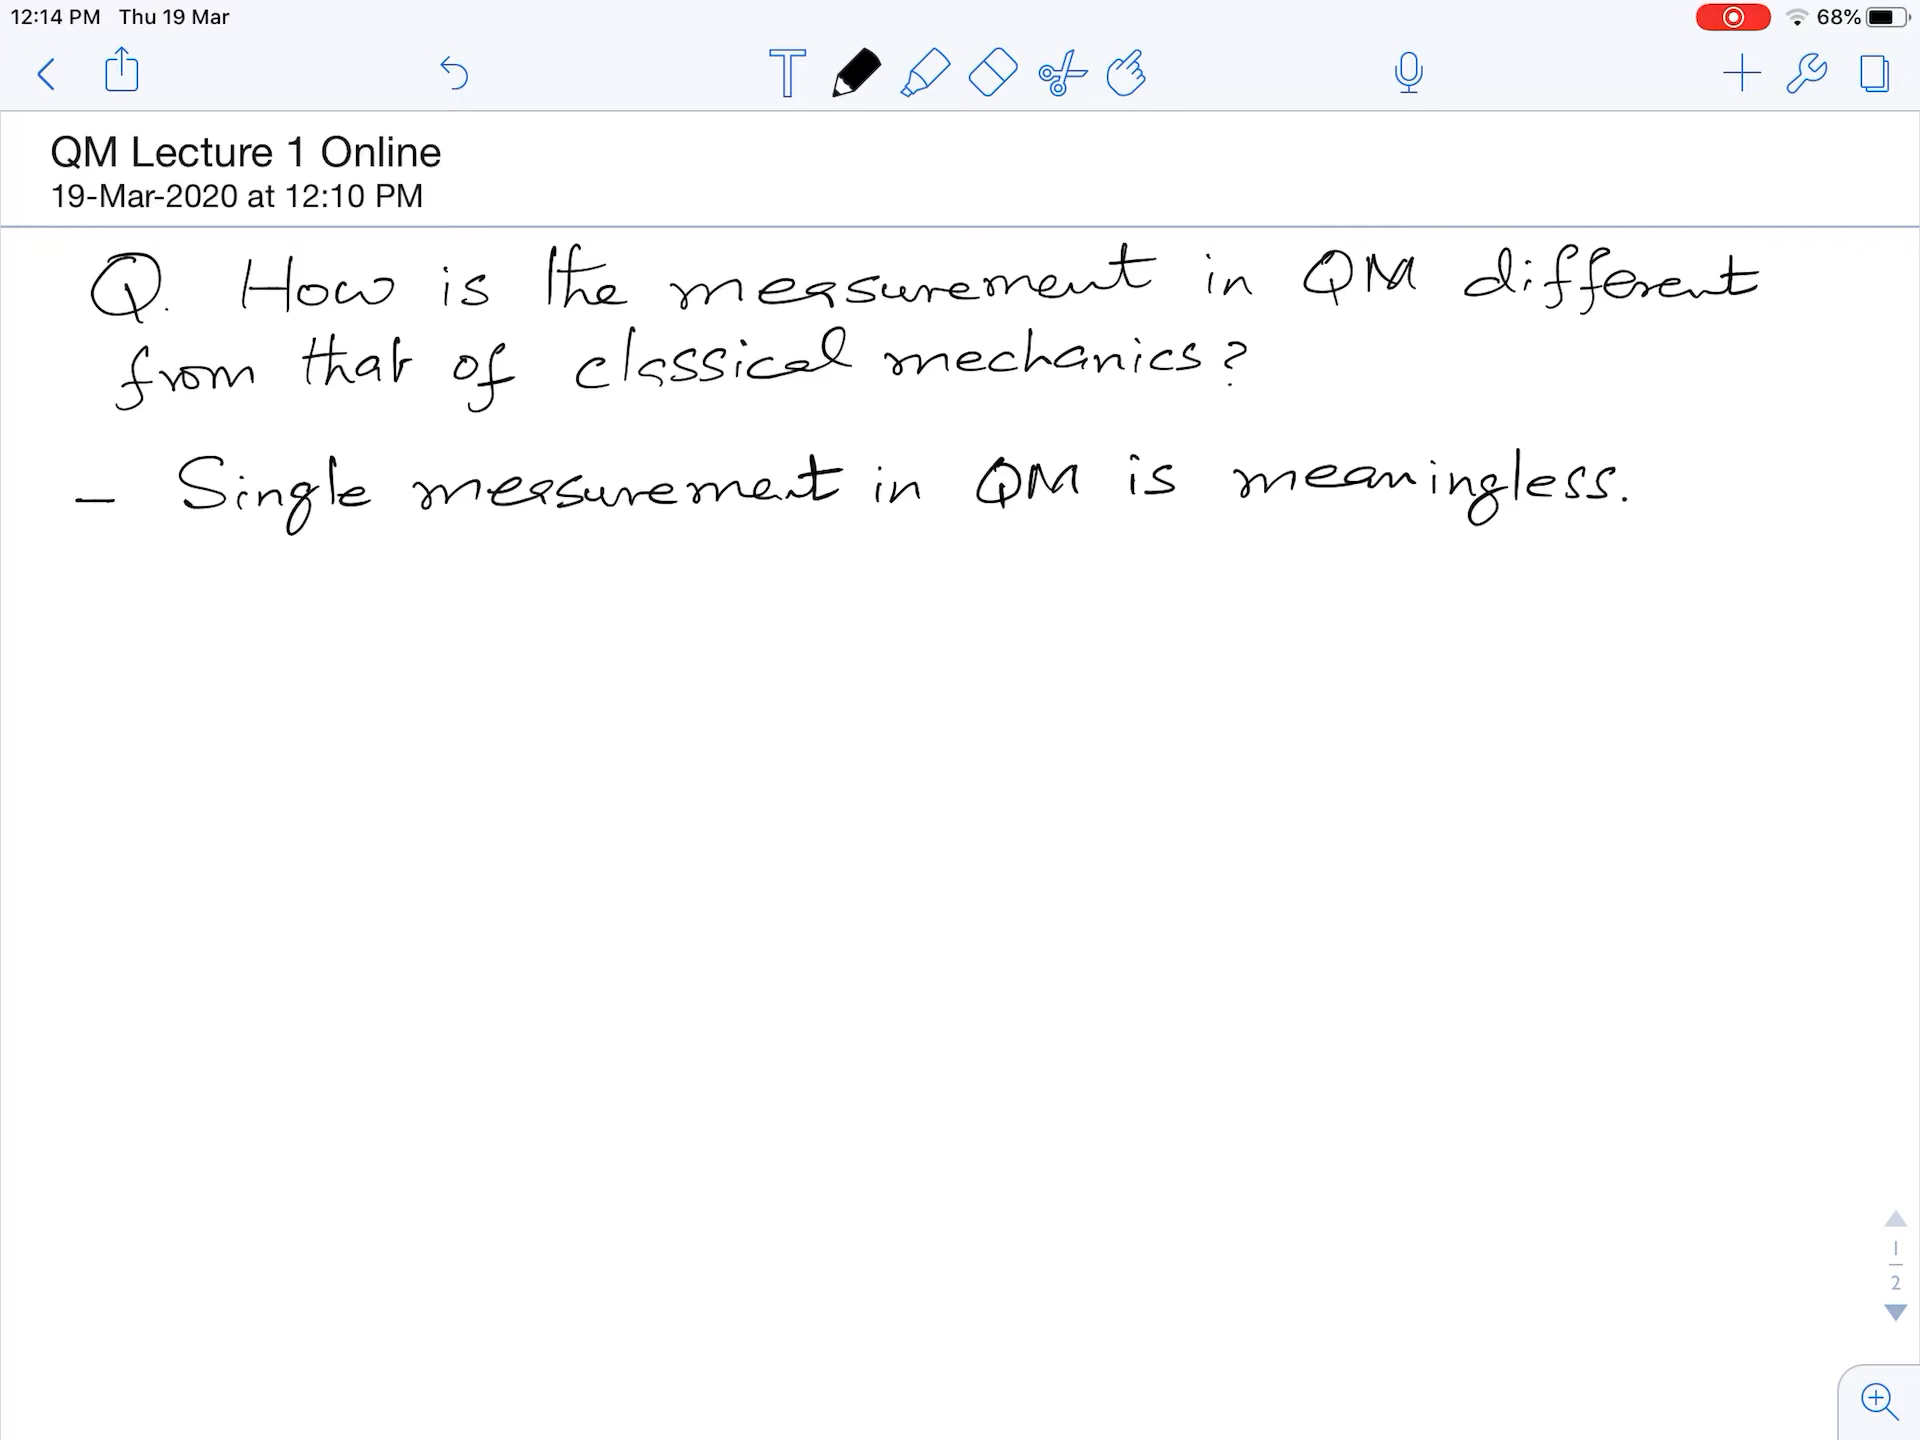 12:14 PM Thu 19 Mar
68%
T
QM Lecture 1 Online
19-Mar-2020 at 12:10 PM
Q. How is the measurement in QM different
from that of classical mechanics?
- Single measurement in QM is meaningless.
1
2